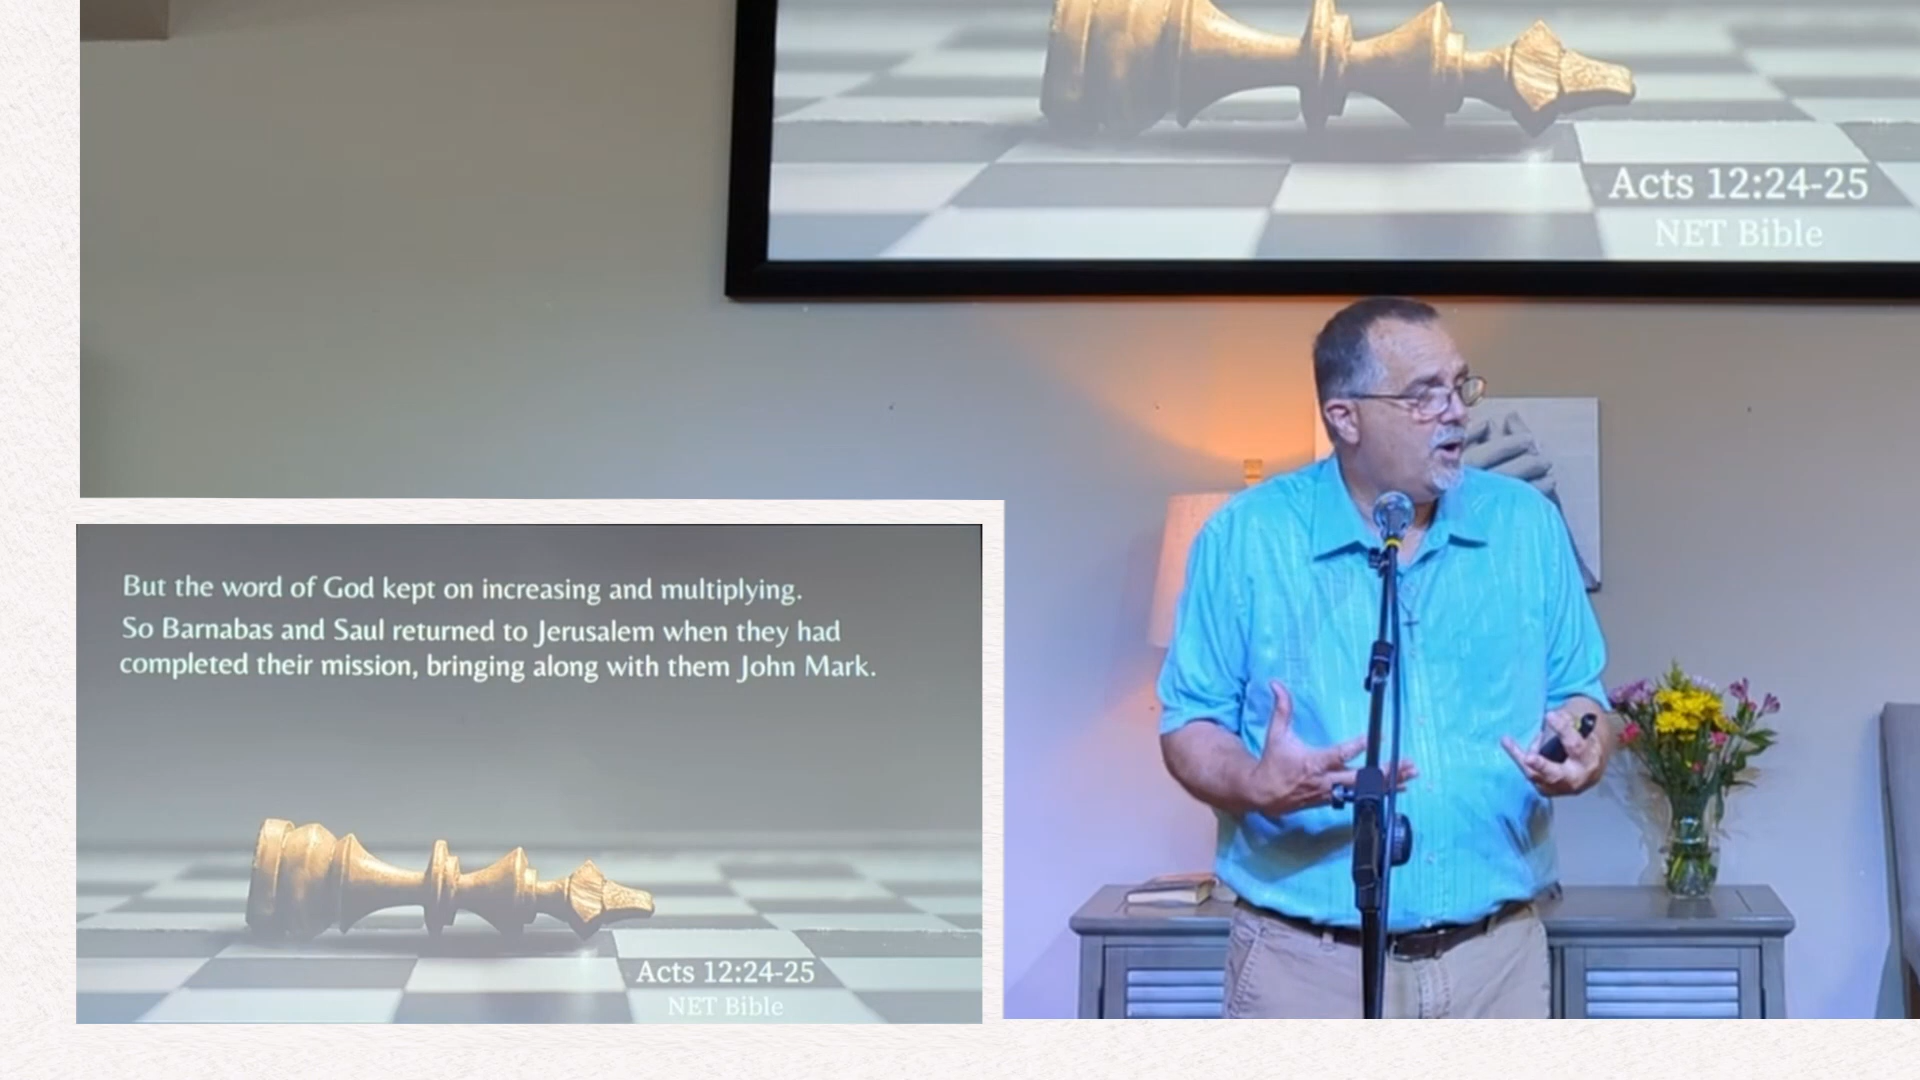 Acts 12:24-25
NET Bible
But the word of God kept on increasing and multiplying.
So Barnabas and Saul returned to Jerusalem when they had
completed their mission, bringing along with them John Mark.
Acts 12:24-25
NET Bible